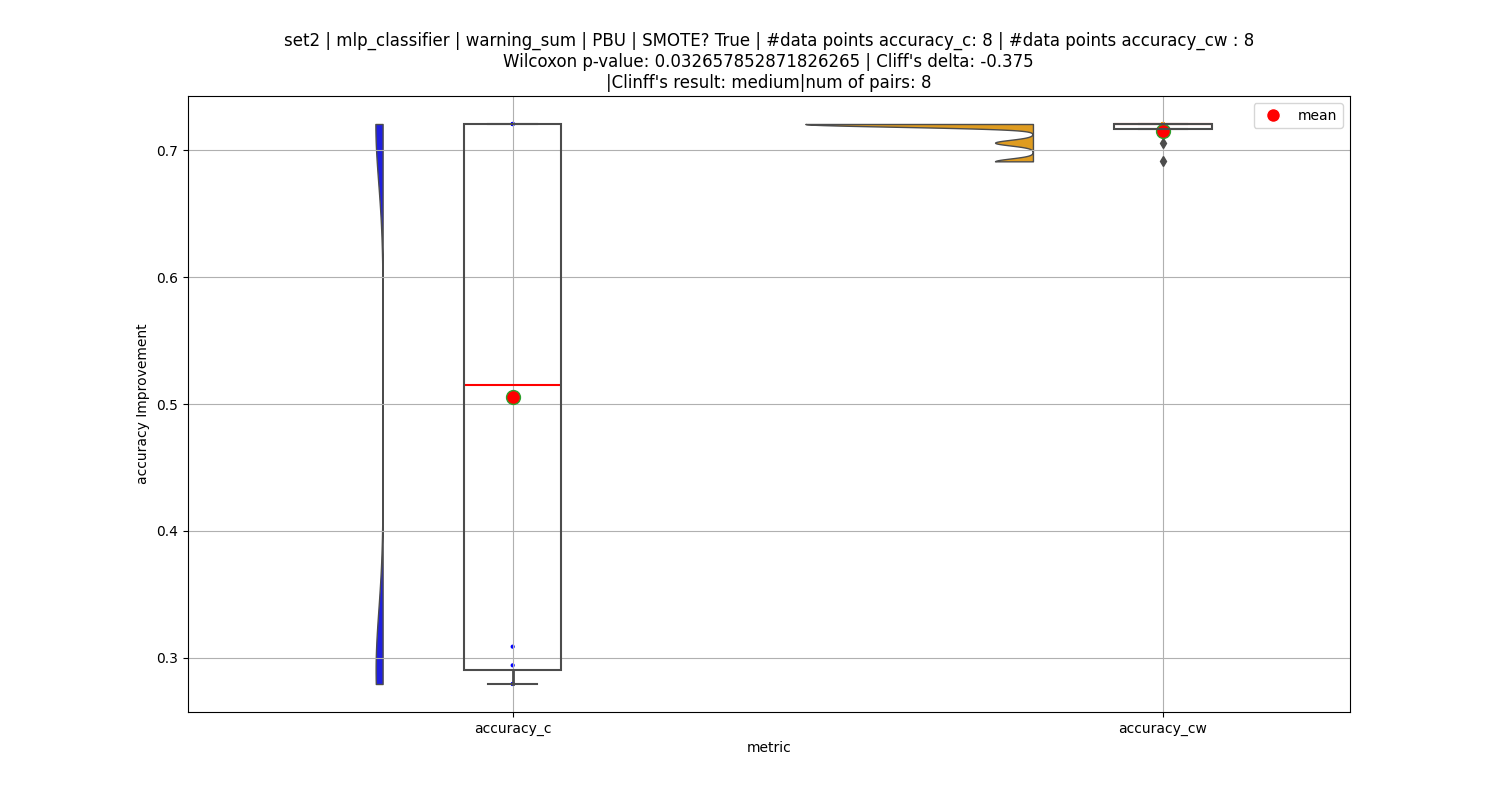 set2 | mlp_classifier | warning_sum | PBU | SMOTE? True | #data points accuracy_c: 8 | #data points accuracy_cw : 8
Wilcoxon p-value: 0.032657852871826265 | Cliff's delta: -0.375
|Clinff's result: medium|num of pairs: 8
mean
0.7
0.6
0.5
0.4
0.3
accuracy Improvement
accuracy_c
accuracy_cw
metric